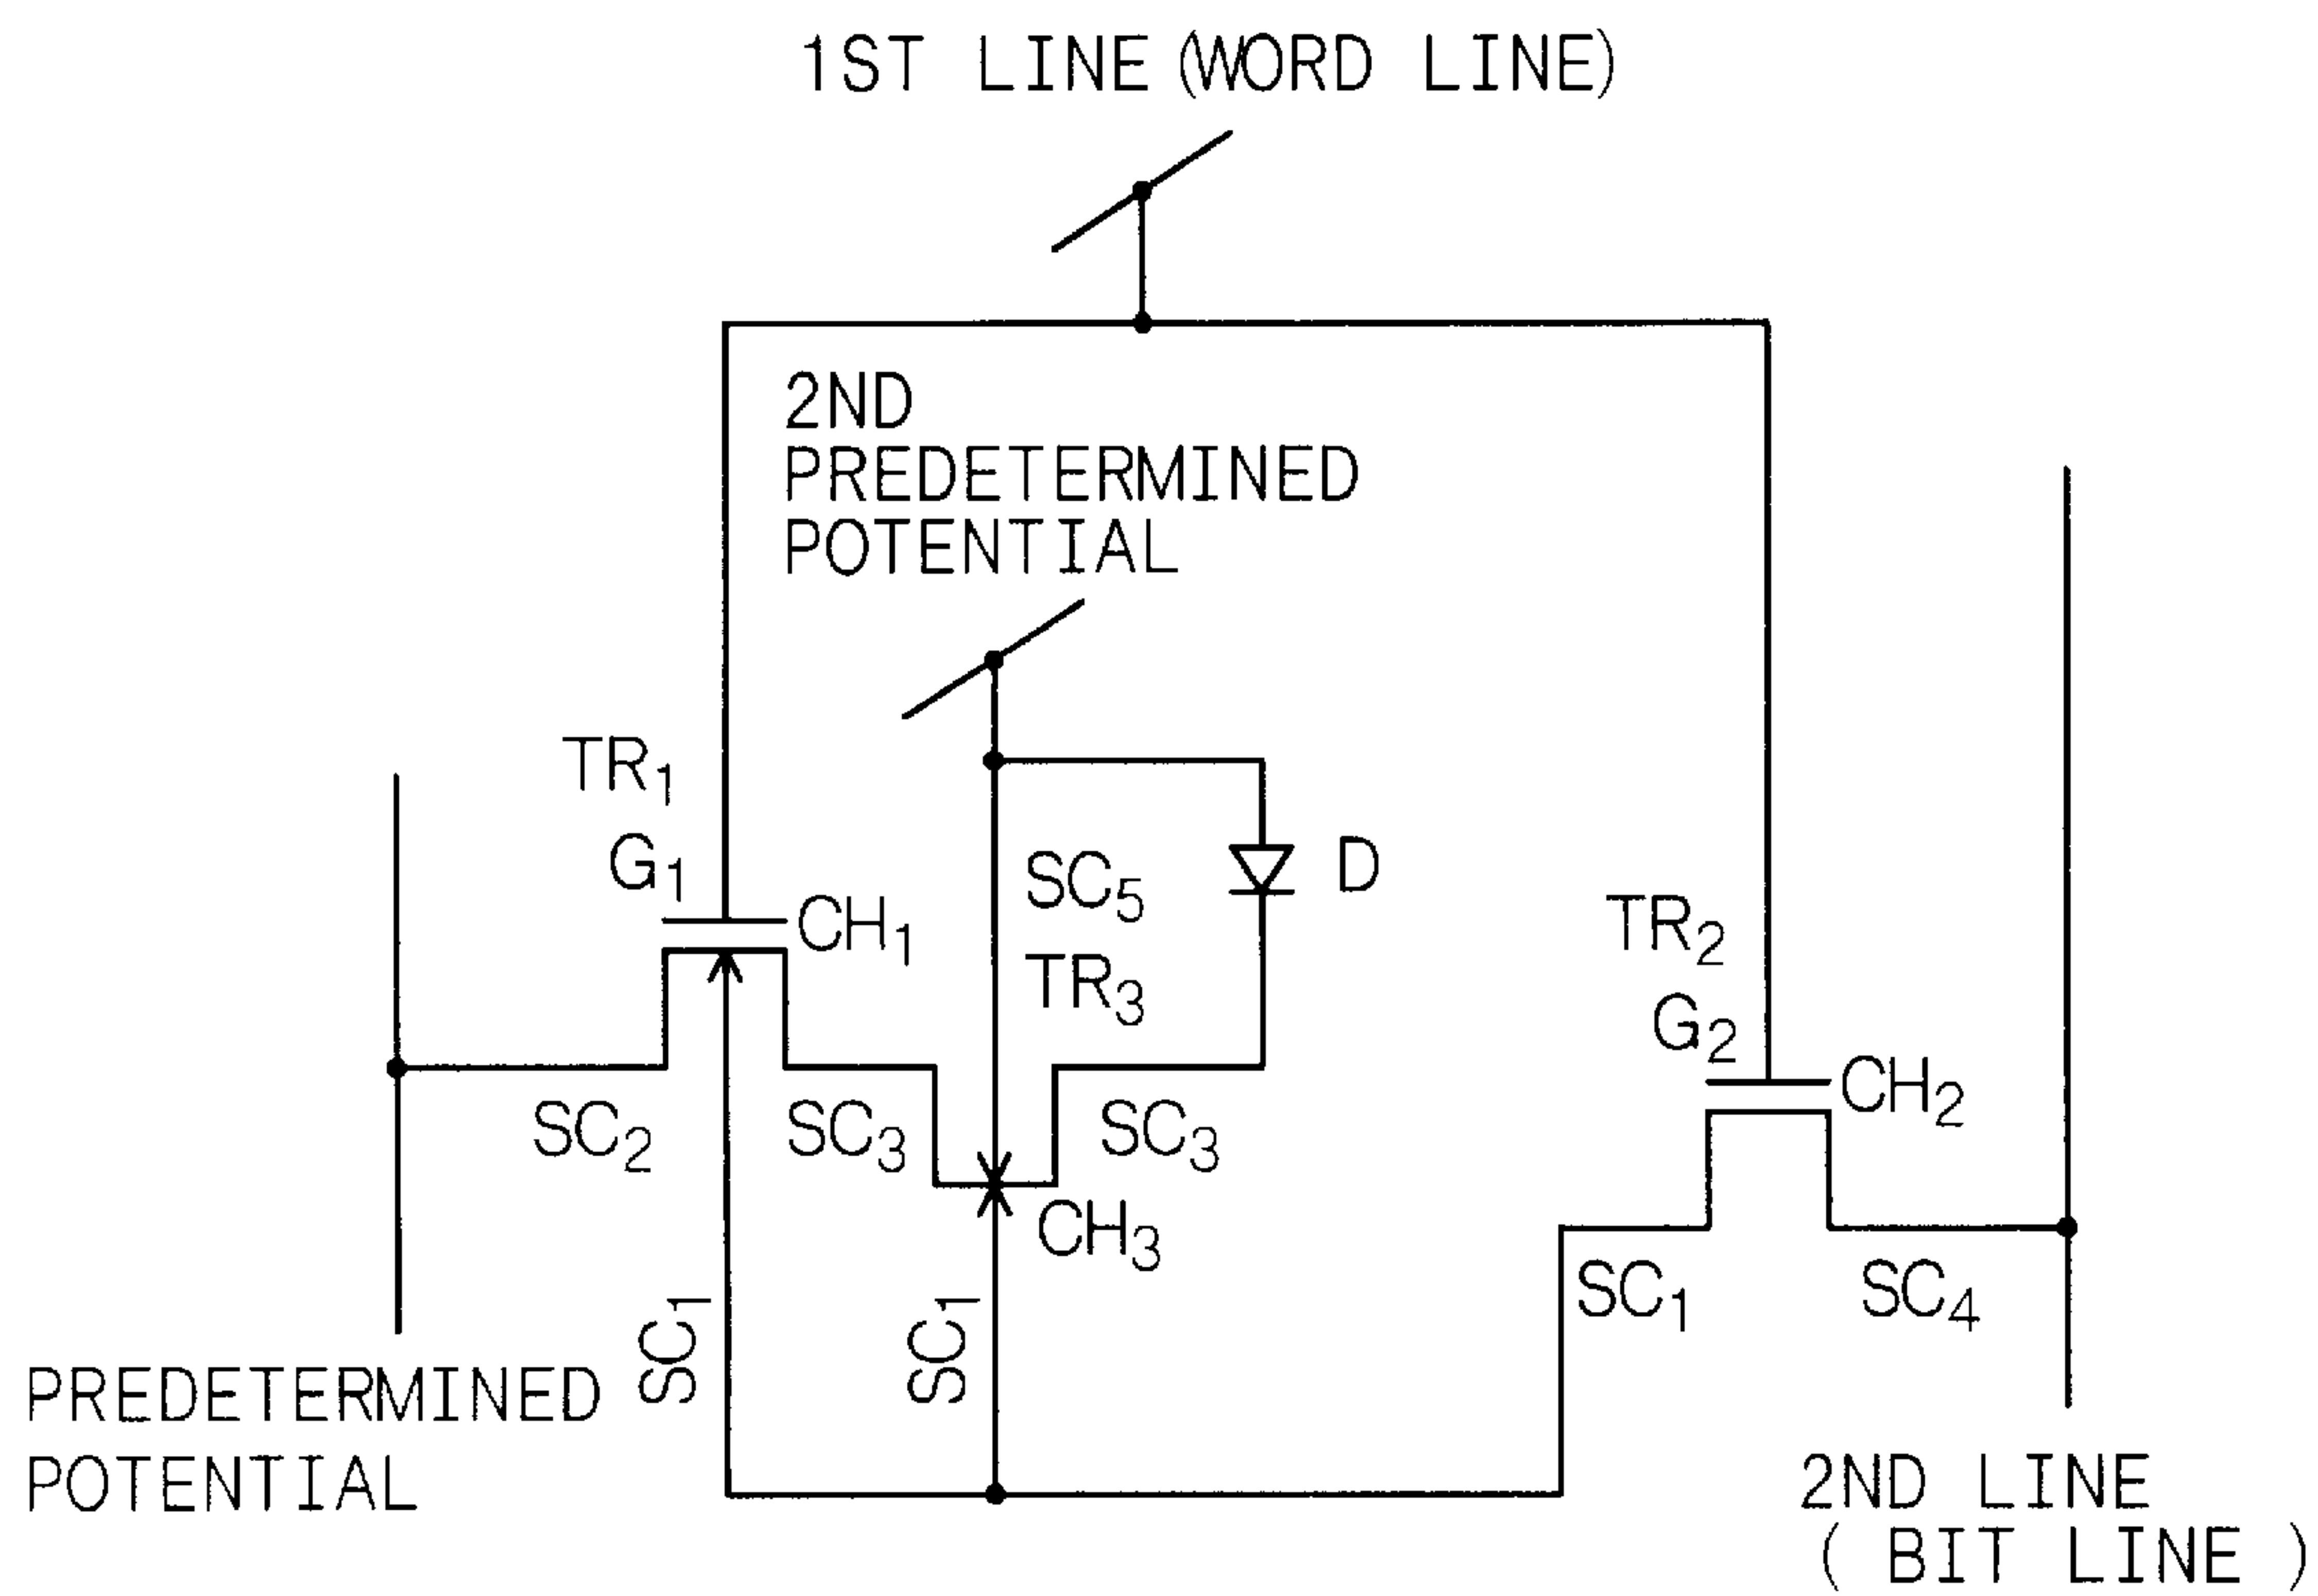 1ST LINE (WORD LINE)
2ND
PREDETERMINED
POTENTIAL
TR1
G1
CH1
SC5
D
TR3
TR2
G2
CH2
SC2
SC3
SC3
CH3
SC1
SC1
SC1
SC4
PREDETERMINED
POTENTIAL
2ND LINE
( BIT LINE )